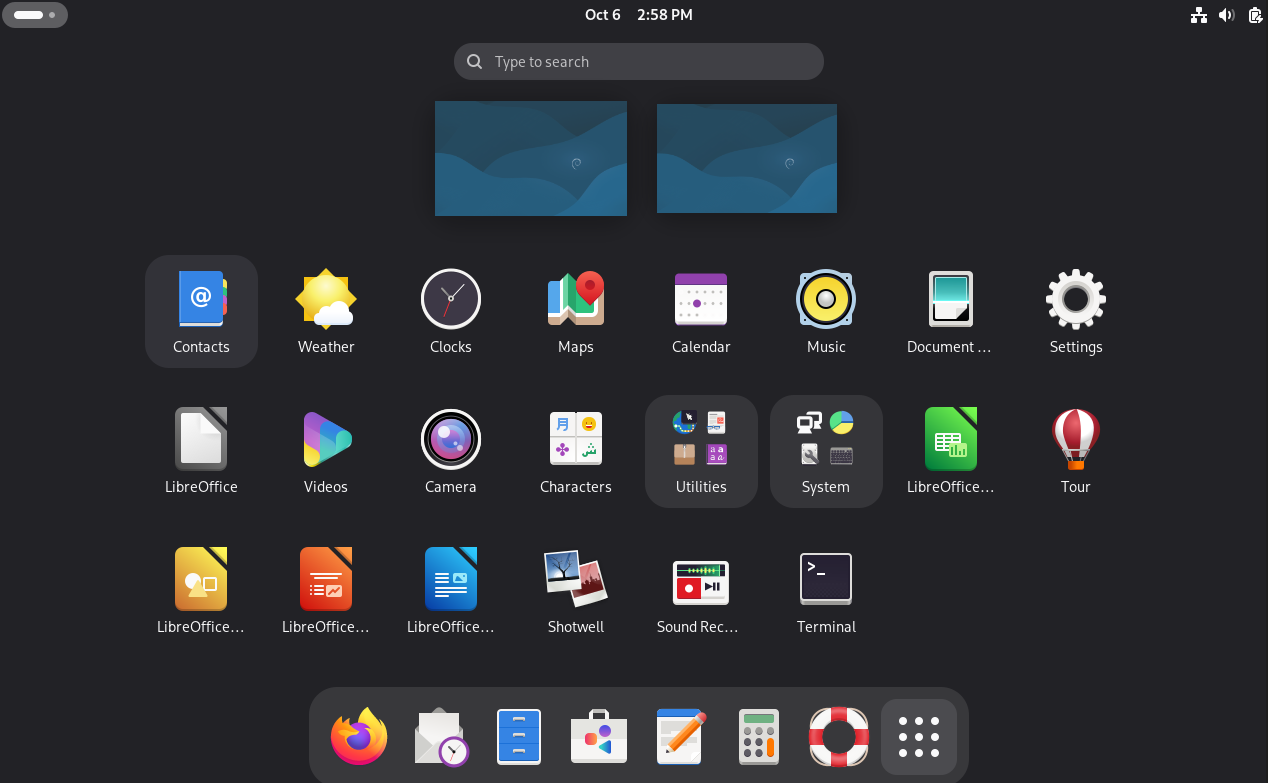 Oct 6 2:58 PM
Type to search
Contacts
Weather
Clocks
Maps
Calendar
Music
Document ...
Settings
LibreOffice
Videos
Camera
Characters
Utilities
System
LibreOffice...
Tour
LibreOffice...
LibreOffice...
LibreOffice...
Shotwell
Sound Rec...
Terminal